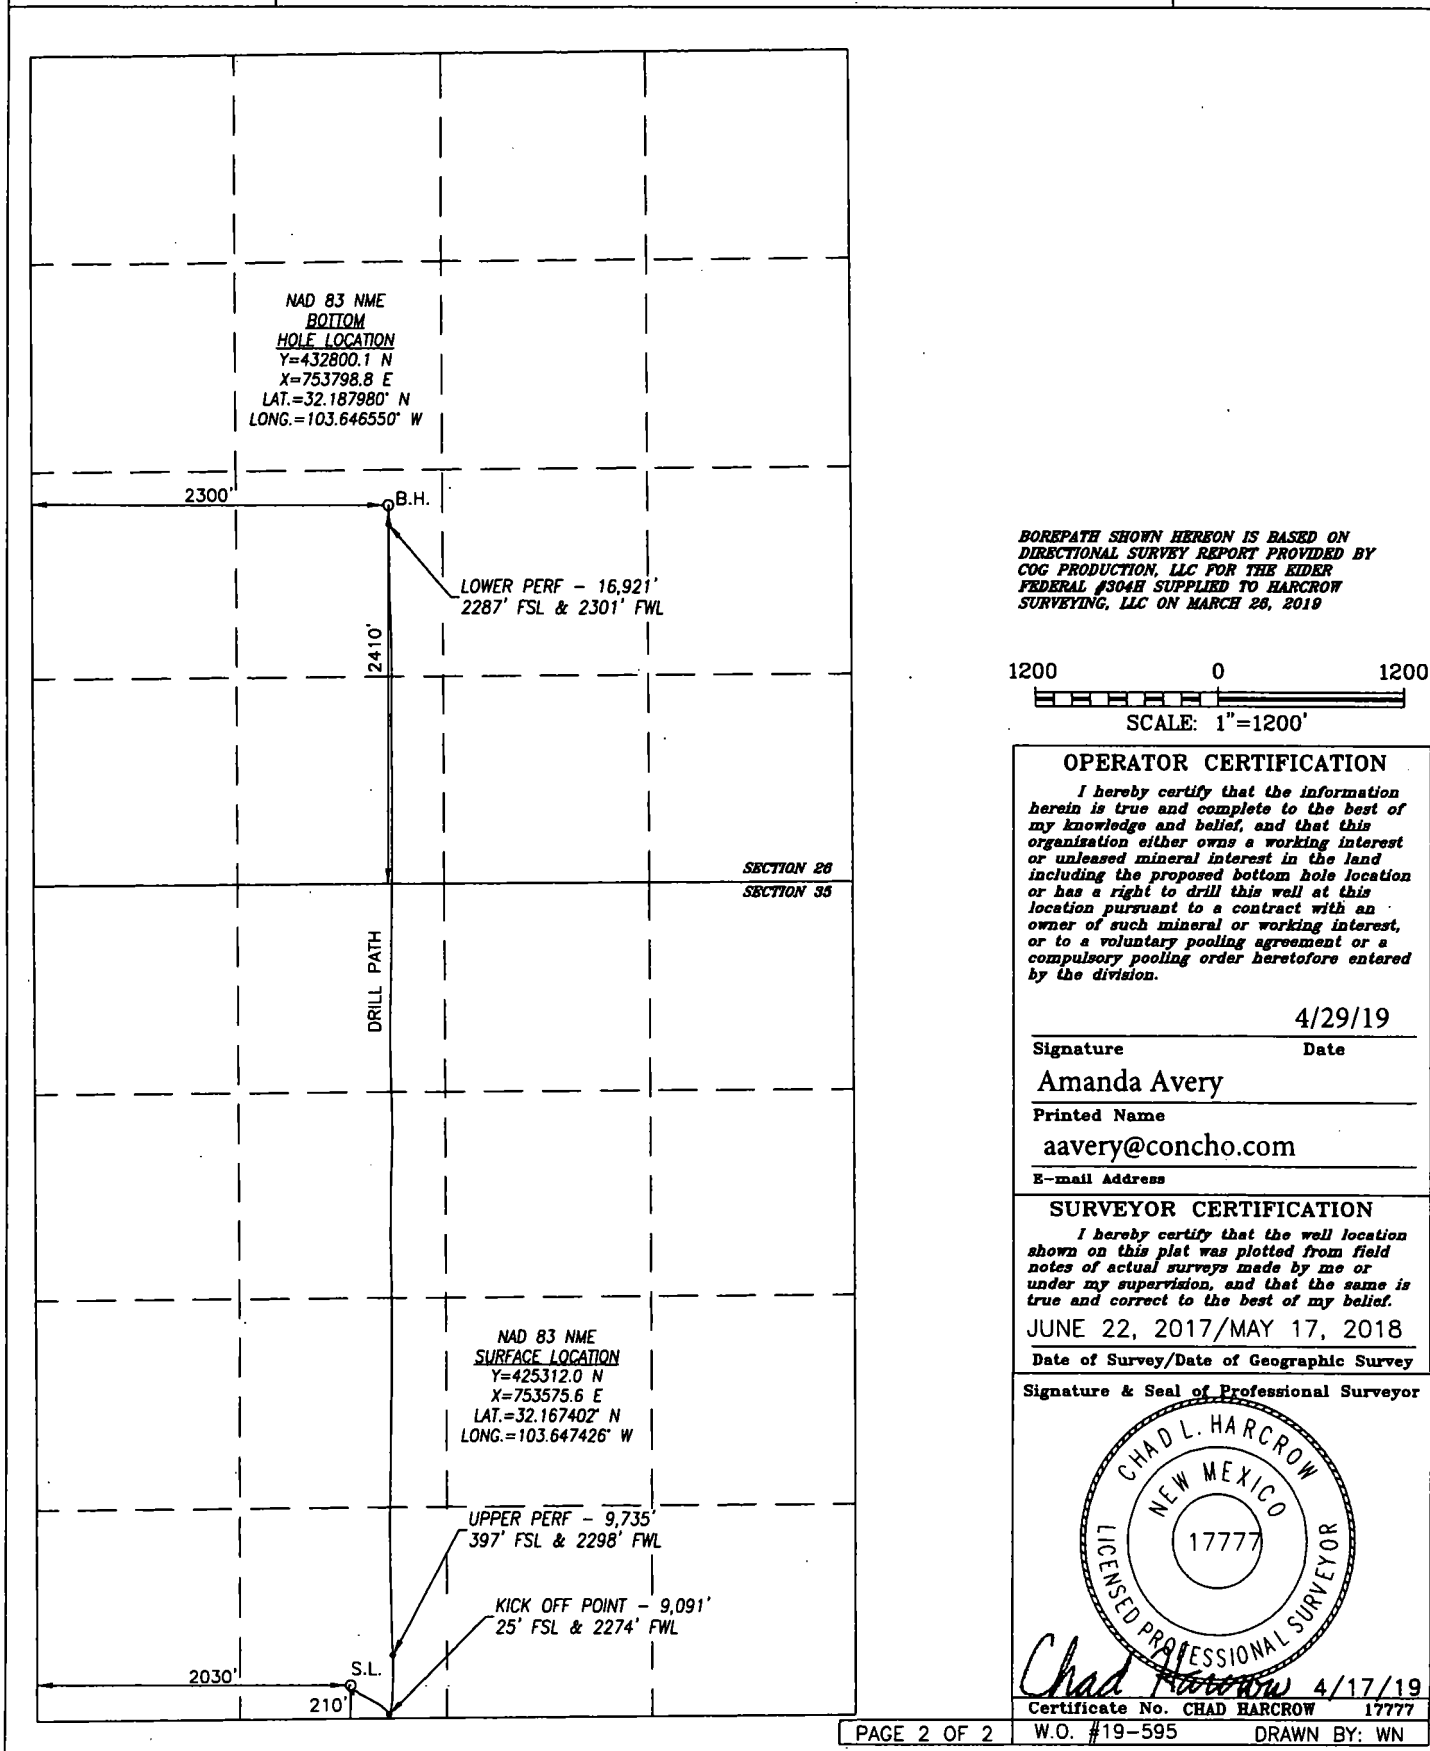 NAD 83 NME
BOTTOM
HOLE LOCATION
Y=432800.1 N
X=753798.8 E
LAT.=32.187980° N
LONG.=103.646550° W
2300'
B.H.
LOWER PERF - 16,921'
2287' FSL & 2301' FWL
2410'
SECTION 26
SECTION 35
DRILL PATH
NAD 83 NME
SURFACE LOCATION
Y=425312.0 N
X=753575.6 E
LAT.=32.167402° N
LONG.=103.647426° W
UPPER PERF - 9,735'
397' FSL & 2298' FWL
KICK OFF POINT - 9,091'
25' FSL & 2274' FWL
2030'
S.L.
210'
BOREPATH SHOWN HEREON IS BASED ON
DIRECTIONAL SURVEY REPORT PROVIDED BY
COG PRODUCTION, LLC FOR THE EIDER
FEDERAL #304H SUPPLIED TO HARCROW
SURVEYING, LLC ON MARCH 26, 2019
1200 0 1200
SCALE: 1"=1200'
OPERATOR CERTIFICATION
I hereby certify that the information
herein is true and complete to the best of
my knowledge and belief, and that this
organization either owns a working interest
or unleased mineral interest in the land
including the proposed bottom hole location
or has a right to drill this well at this
location pursuant to a contract with an
owner of such mineral or working interest,
or to a voluntary pooling agreement or a
compulsory pooling order heretofore entered
by the division.
4/29/19
Signature Date
Amanda Avery
Printed Name
aavery@concho.com
E-mail Address
SURVEYOR CERTIFICATION
I hereby certify that the well location
shown on this plat was plotted from field
notes of actual surveys made by me or
under my supervision, and that the same is
true and correct to the best of my belief.
JUNE 22, 2017/MAY 17, 2018
Date of Survey/Date of Geographic Survey
Signature & Seal of Professional Surveyor
CHAD L. HARCROW
NEW MEXICO
17777
LICENSED PROFESSIONAL SURVEYOR
Chad Harcrow 4/17/19
Certificate No. CHAD HARCROW 17777
PAGE 2 OF 2 W.O. #19-595 DRAWN BY: WN